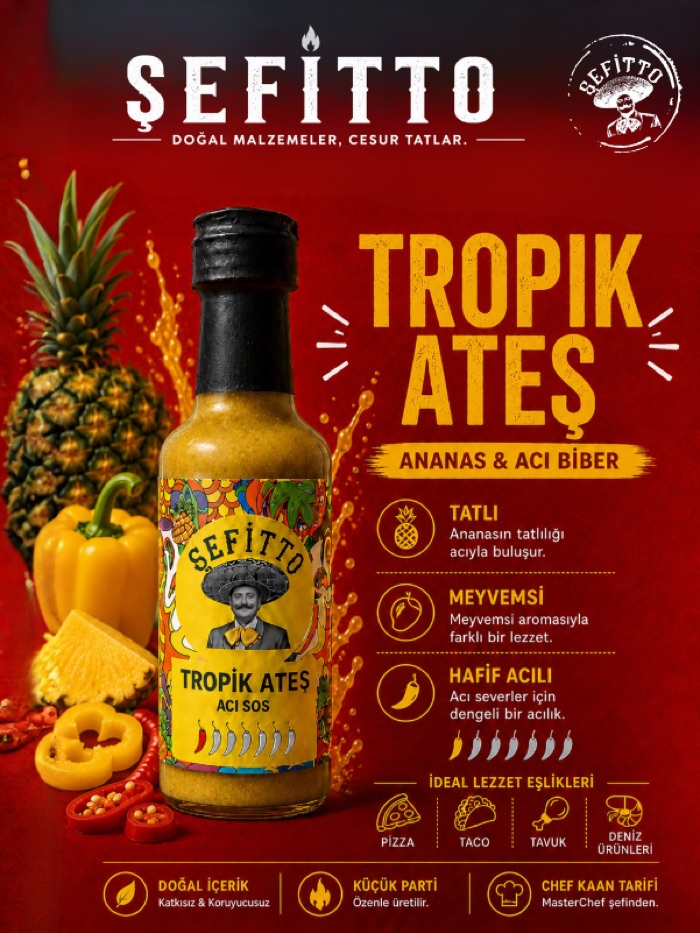 ŞEFİTTO
DOĞAL MALZEMELER, CESUR TATLAR.
ŞEFİTTO
TROPIK
ATEŞ
ANANAS & ACI BİBER
TATLI
Ananasın tatlılığı
acıyla buluşur.
MEYVEMSİ
Meyvemsi aromasıyla
farklı bir lezzet.
HAFİF ACILI
Acı severler için
dengeli bir acılık.
ŞEFİTTO
TROPİK ATEŞ
ACI SOS
İDEAL LEZZET EŞLİKLERİ
PİZZA
TACO
TAVUK
DENİZ
ÜRÜNLERİ
DOĞAL İÇERİK
Katkısız & Koruyucusuz
KÜÇÜK PARTİ
Özenle üretilir.
CHEF KAAN TARİFİ
MasterChef şefinden.